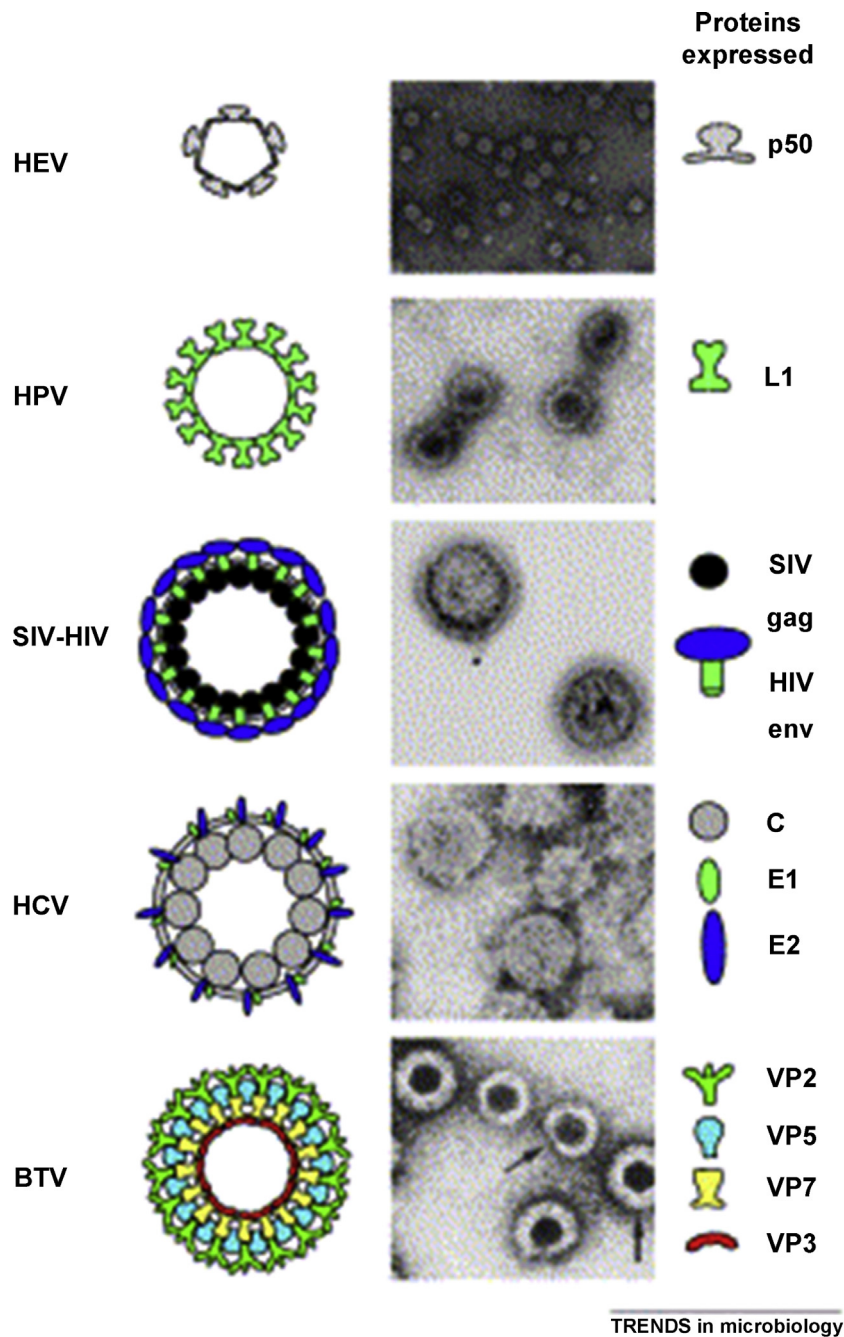 Proteins
expressed
HEV
p50
HPV
L1
SIV-HIV
SIV
gag
HIV
env
HCV
C
E1
E2
BTV
VP2
VP5
VP7
VP3
TRENDS in microbiology